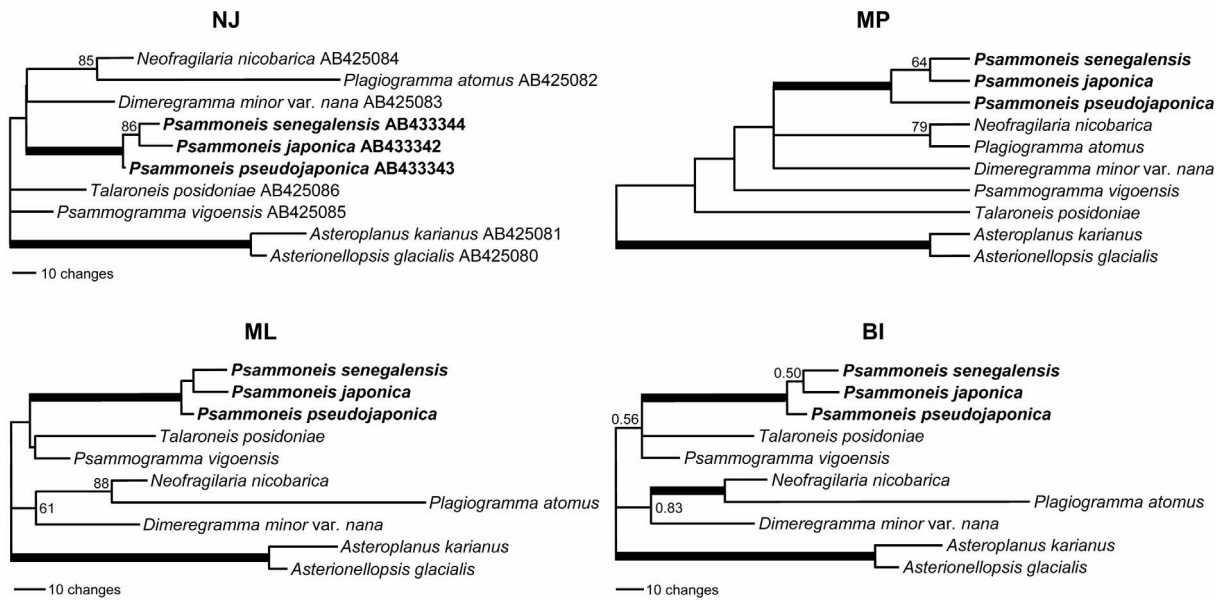 NJ
85
Neofragilaria nicobarica AB425084
Plagiogramma atomus AB425082
Dimeregramma minor var. nana AB425083
86
Psammoneis senegalensis AB433344
Psammoneis japonica AB433342
Psammoneis pseudojaponica AB433343
Talaroneis posidoniae AB425086
Psammogramma vigoensis AB425085
Asteroplanus karianus AB425081
Asterionellopsis glacialis AB425080
10 changes
MP
64
Psammoneis senegalensis
Psammoneis japonica
Psammoneis pseudojaponica
79
Neofragilaria nicobarica
Plagiogramma atomus
Dimeregramma minor var. nana
Psammogramma vigoensis
Talaroneis posidoniae
Asteroplanus karianus
Asterionellopsis glacialis
ML
Psammoneis senegalensis
Psammoneis japonica
Psammoneis pseudojaponica
Talaroneis posidoniae
Psammogramma vigoensis
88
Neofragilaria nicobarica
Plagiogramma atomus
61
Dimeregramma minor var. nana
Asteroplanus karianus
Asterionellopsis glacialis
10 changes
BI
0.50
Psammoneis senegalensis
Psammoneis japonica
Psammoneis pseudojaponica
0.56
Talaroneis posidoniae
Psammogramma vigoensis
Neofragilaria nicobarica
Plagiogramma atomus
0.83
Dimeregramma minor var. nana
Asteroplanus karianus
Asterionellopsis glacialis
10 changes